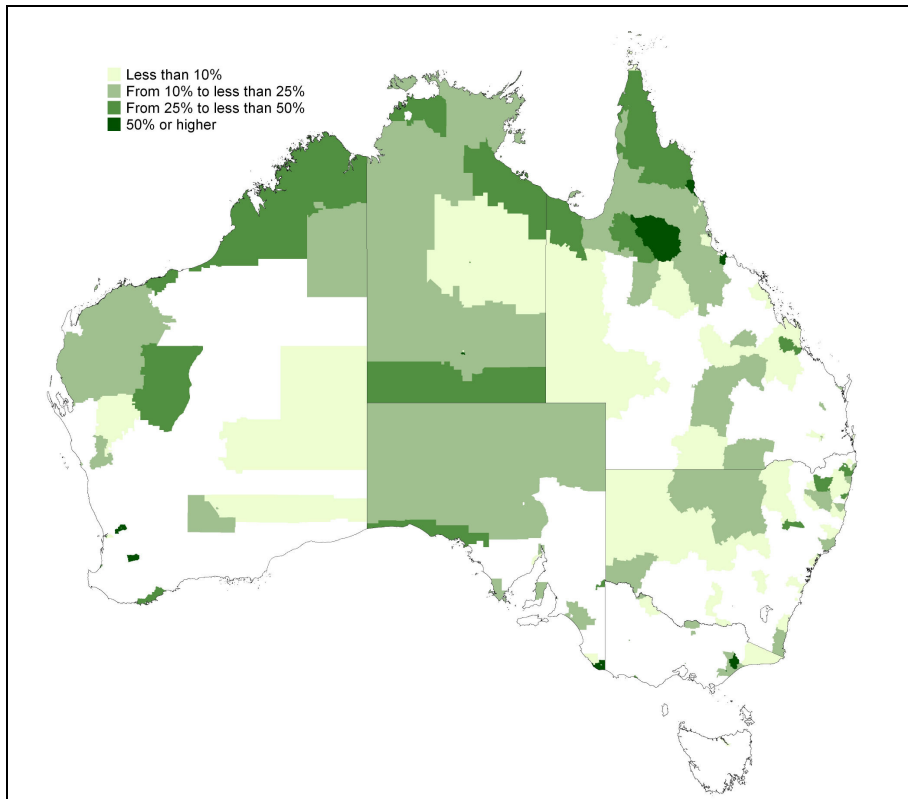 Less than 10%
From 10% to less than 25%
From 25% to less than 50%
50% or higher